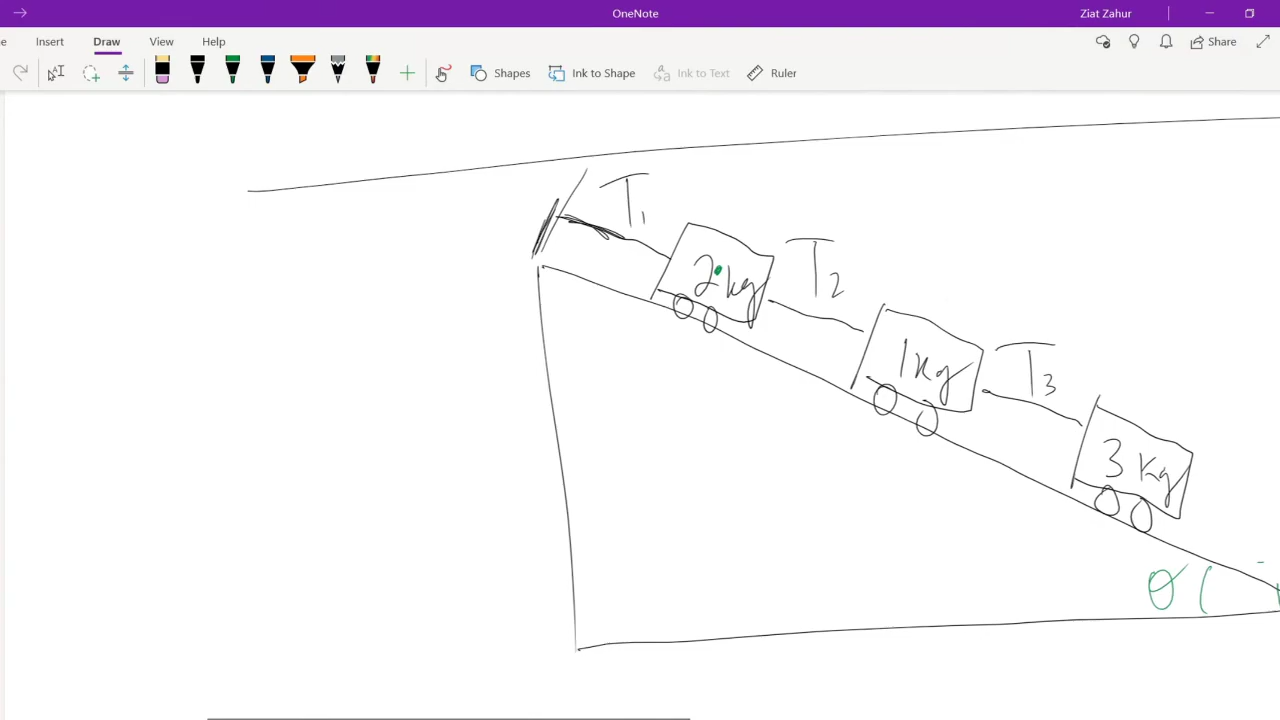 OneNote
Ziat Zahur
Insert
Draw
View
Help
Share
Shapes
Ink to Shape
Ink to Text
Ruler
T1
2kg
T2
1kg
T3
3kg
θ